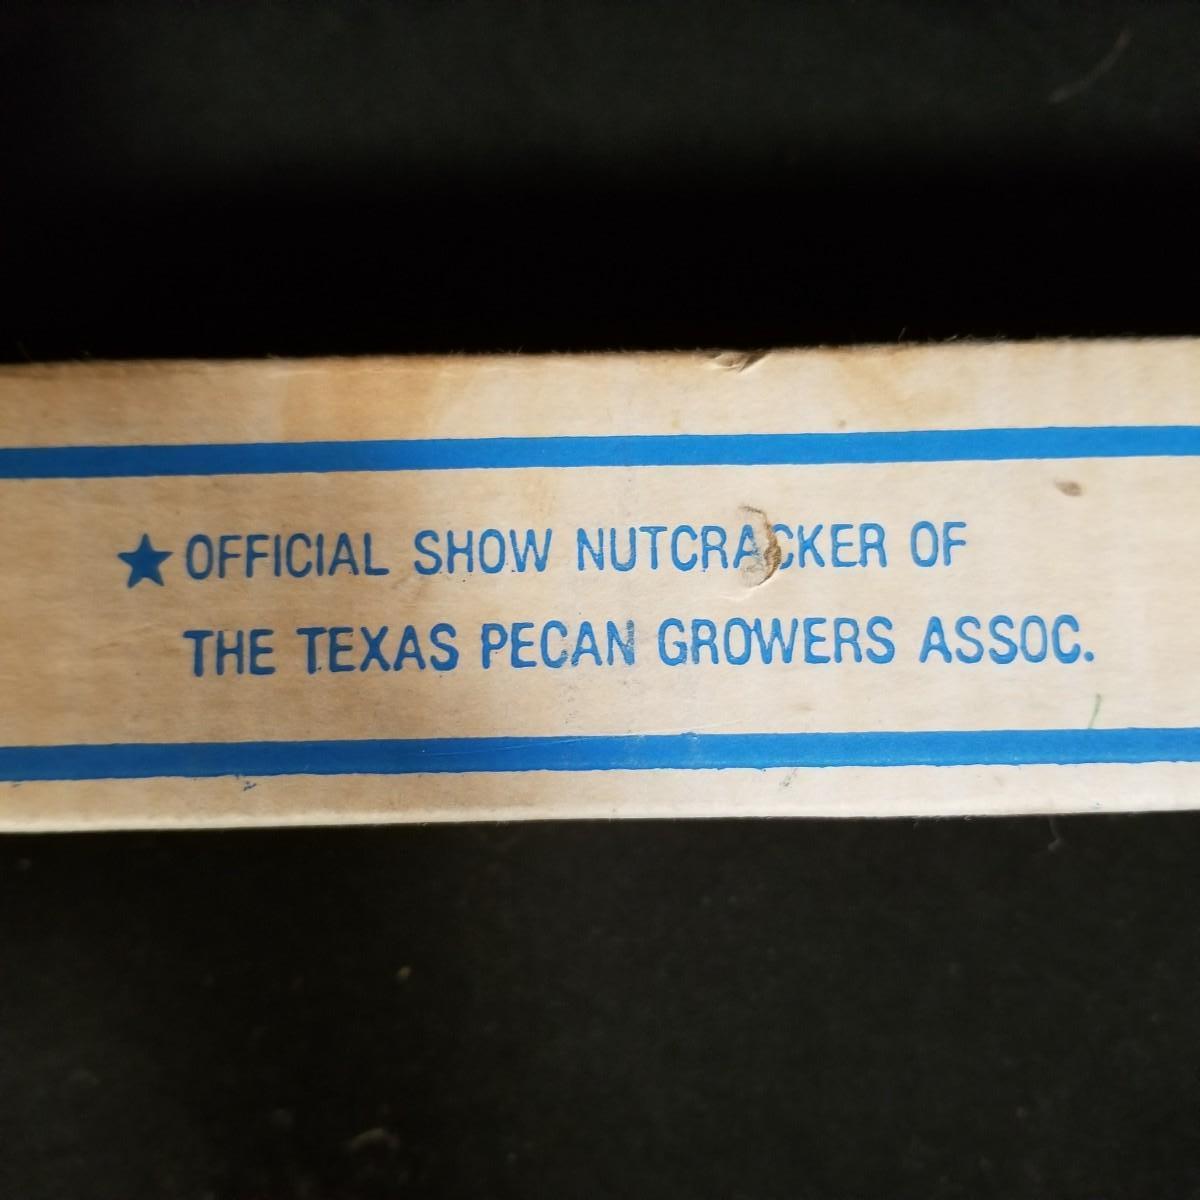 ★ OFFICIAL SHOW NUTCRACKER OF
THE TEXAS PECAN GROWERS ASSOC.